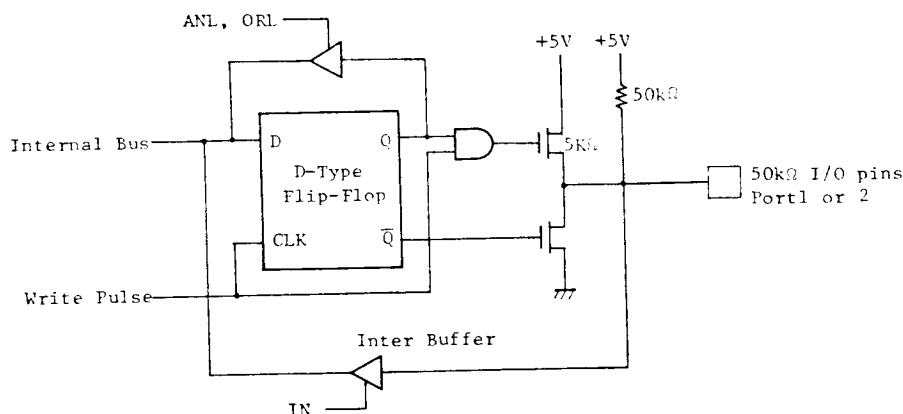 ANL, ORL
+5V
+5V
50kΩ
Internal Bus
D
Q
D-Type
Flip-Flop
5KΩ
50kΩ I/O pins
Port1 or 2
CLK
Q̅
Write Pulse
Inter Buffer
IN